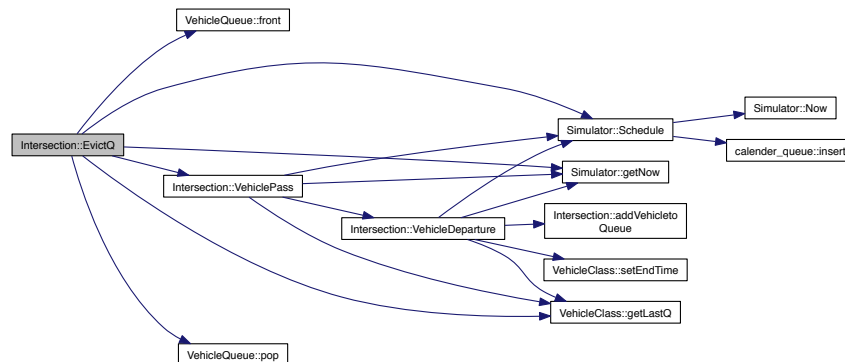 VehicleQueue::front
Simulator::Now
Simulator::Schedule
Intersection::EvictQ
calender_queue::insert
Simulator::getNow
Intersection::VehiclePass
Intersection::addVehicleto
Queue
Intersection::VehicleDeparture
VehicleClass::setEndTime
VehicleClass::getLastQ
VehicleQueue::pop